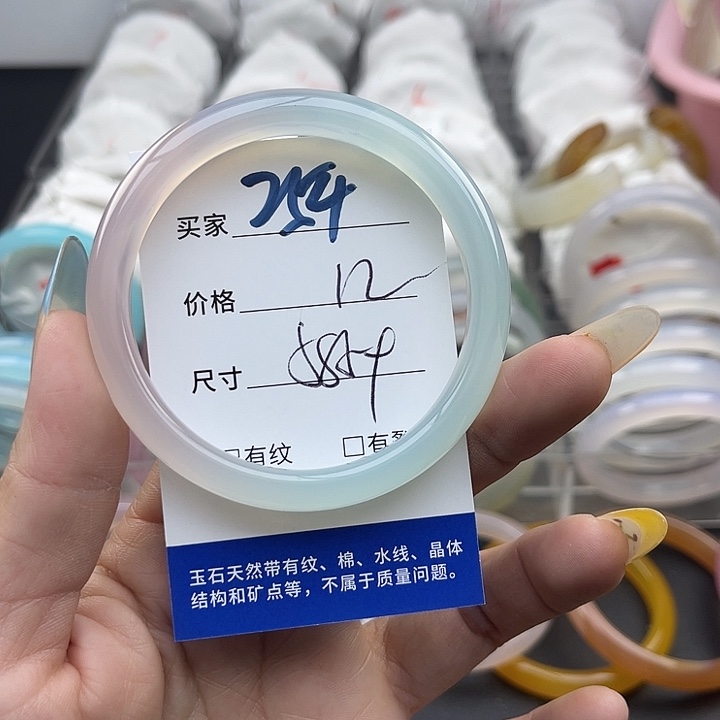 买家 254
价格 12
尺寸
有纹 □有裂
玉石天然带有纹、棉、水线、晶体
结构和矿点等，不属于质量问题。